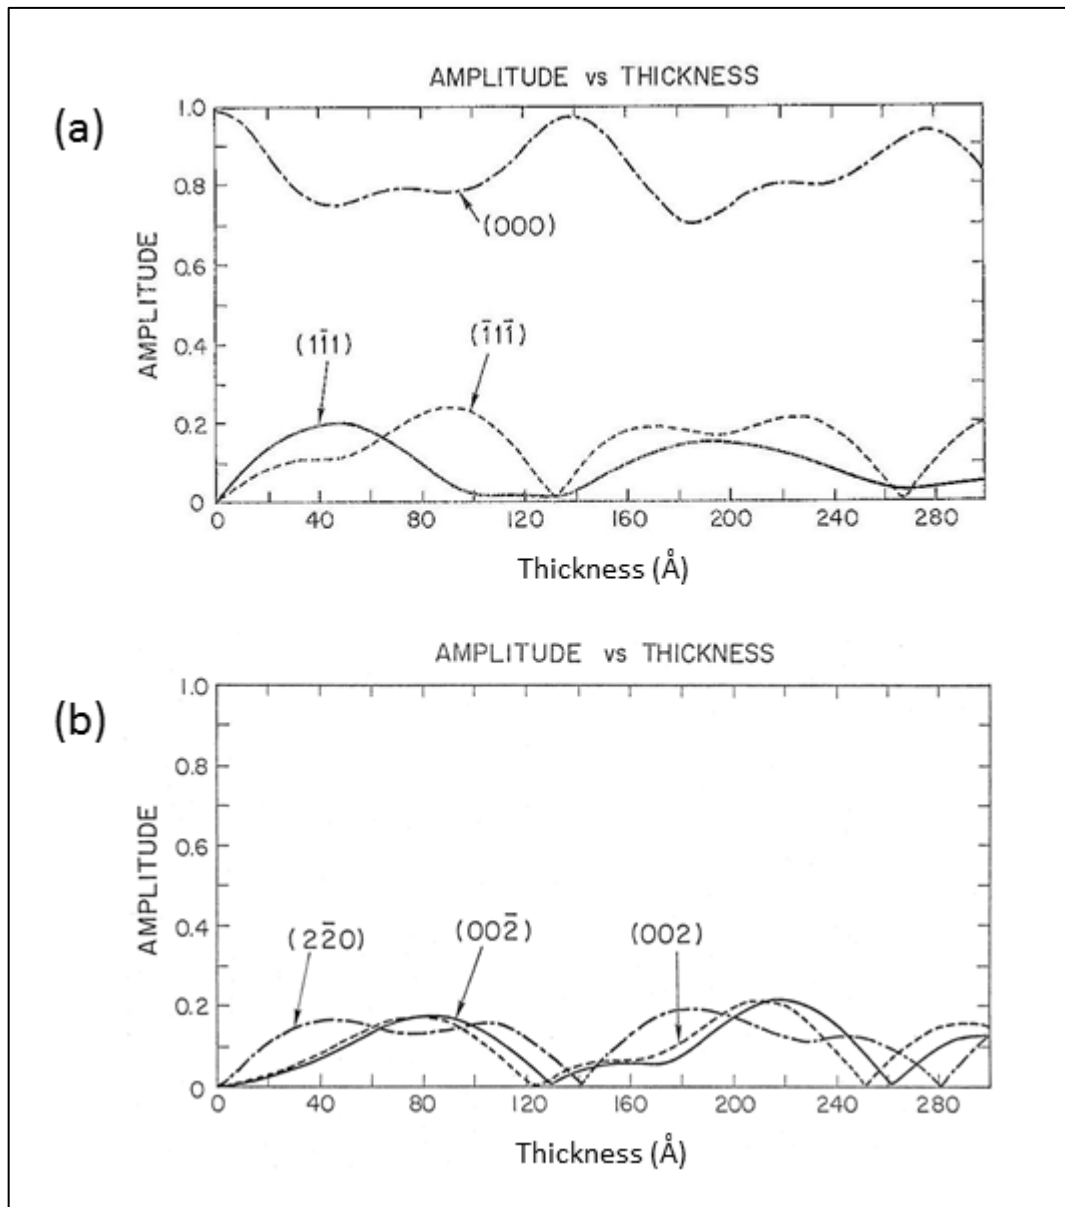 AMPLITUDE vs THICKNESS
(a)
1.0
0.8
(000)
0.6
AMPLITUDE
0.4
(11̄1)
(1̄11̄)
0.2
0
0 40 80 120 160 200 240 280
Thickness (Å)
AMPLITUDE vs THICKNESS
(b)
1.0
0.8
0.6
AMPLITUDE
0.4
(22̄0)
(002̄)
(002)
0.2
0
0 40 80 120 160 200 240 280
Thickness (Å)